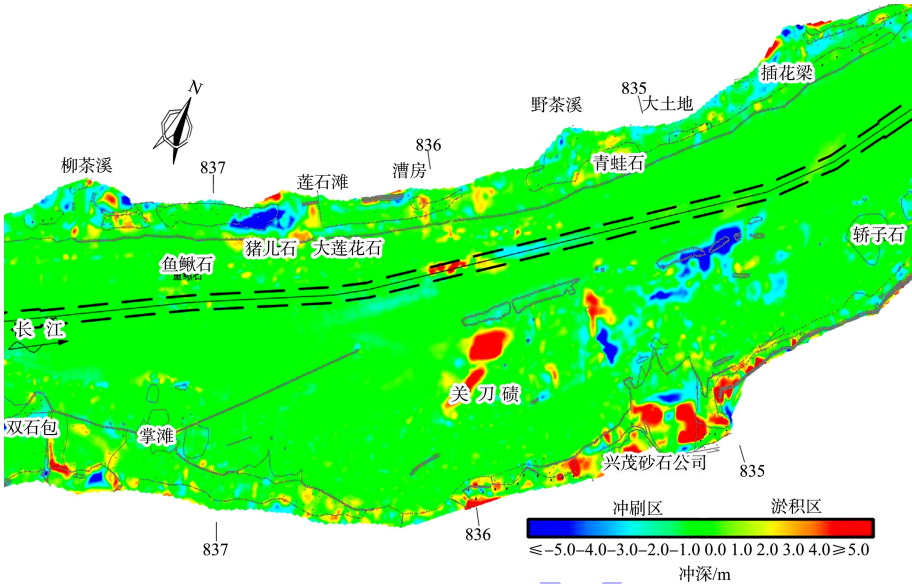 插花梁
835
野茶溪
大土地
N
836
青蛙石
柳茶溪
837
莲石滩
漕房
轿子石
猪儿石
大莲花石
鱼鳅石
鱼鳅石
长 江
关 刀 碛
双石包
掌滩
兴茂砂石公司
835
836
837
冲刷区
淤积区
≤-5.0 -4.0 -3.0 -2.0 -1.0 0.0 1.0 2.0 3.0 4.0 ≥5.0
冲深/m